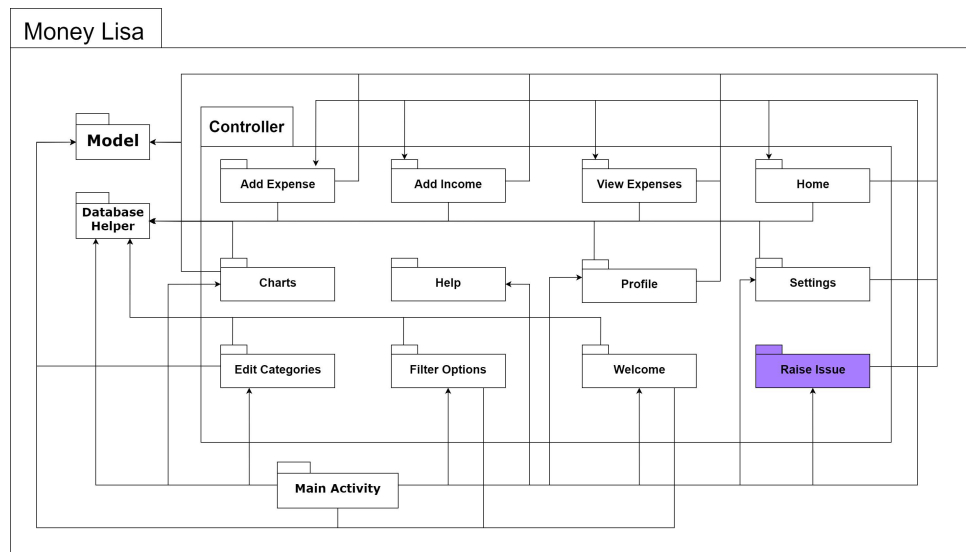 Money Lisa
Controller
Model
Add Expense
Add Income
View Expenses
Home
Database
Helper
Charts
Help
Profile
Settings
Edit Categories
Filter Options
Welcome
Raise Issue
Main Activity